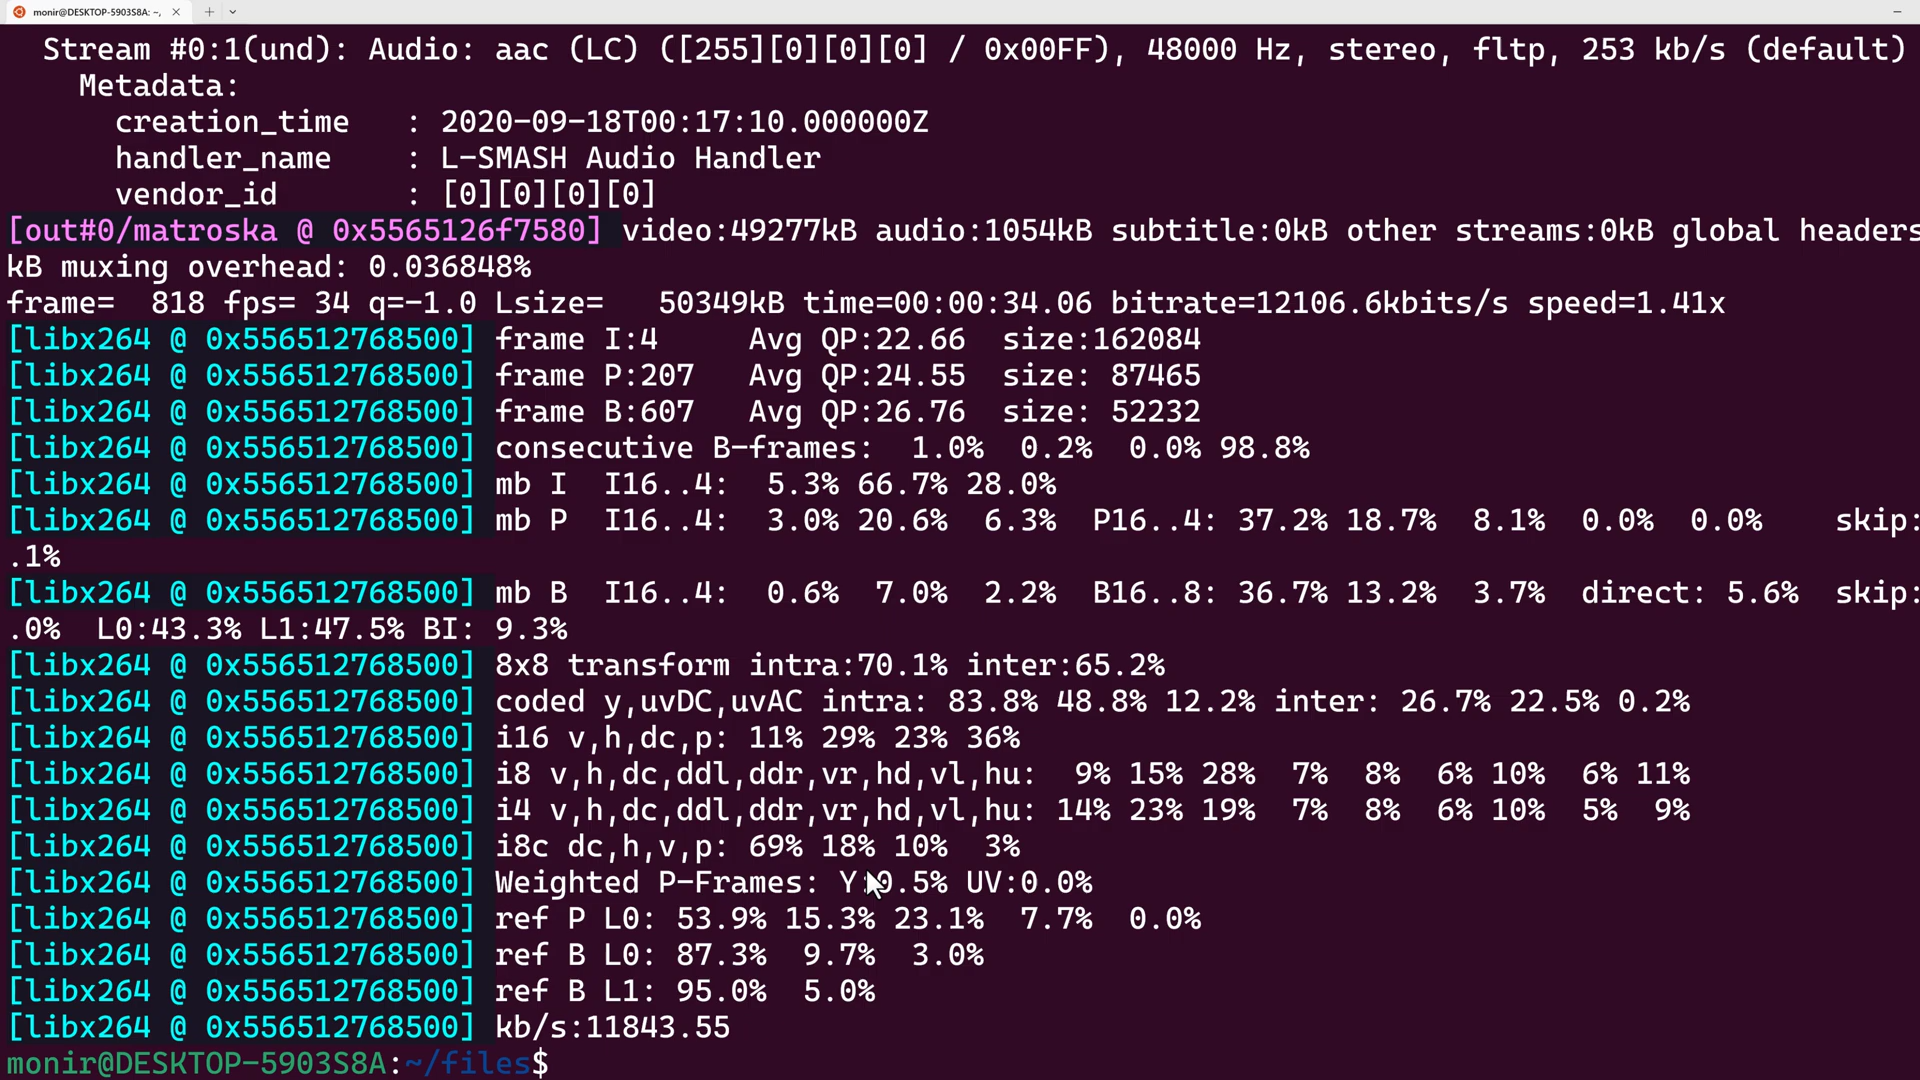 monir@DESKTOP-5903S8A: ~,
Stream #0:1(und): Audio: aac (LC) ([255][0][0][0] / 0x00FF), 48000 Hz, stereo, fltp, 253 kb/s (default)
Metadata:
creation_time   : 2020-09-18T00:17:10.000000Z
handler_name    : L-SMASH Audio Handler
vendor_id       : [0][0][0][0]
[out#0/matroska @ 0x5565126f7580] video:49277kB audio:1054kB subtitle:0kB other streams:0kB global headers
kB muxing overhead: 0.036848%
frame=  818 fps= 34 q=-1.0 Lsize=   50349kB time=00:00:34.06 bitrate=12106.6kbits/s speed=1.41x
[libx264 @ 0x556512768500] frame I:4     Avg QP:22.66  size:162084
[libx264 @ 0x556512768500] frame P:207   Avg QP:24.55  size: 87465
[libx264 @ 0x556512768500] frame B:607   Avg QP:26.76  size: 52232
[libx264 @ 0x556512768500] consecutive B-frames:  1.0%  0.2%  0.0% 98.8%
[libx264 @ 0x556512768500] mb I  I16..4:  5.3% 66.7% 28.0%
[libx264 @ 0x556512768500] mb P  I16..4:  3.0% 20.6%  6.3%  P16..4: 37.2% 18.7%  8.1%  0.0%  0.0%    skip:
.1%
[libx264 @ 0x556512768500] mb B  I16..4:  0.6%  7.0%  2.2%  B16..8: 36.7% 13.2%  3.7%  direct: 5.6%  skip:
.0%  L0:43.3% L1:47.5% BI: 9.3%
[libx264 @ 0x556512768500] 8x8 transform intra:70.1% inter:65.2%
[libx264 @ 0x556512768500] coded y,uvDC,uvAC intra: 83.8% 48.8% 12.2% inter: 26.7% 22.5% 0.2%
[libx264 @ 0x556512768500] i16 v,h,dc,p: 11% 29% 23% 36%
[libx264 @ 0x556512768500] i8 v,h,dc,ddl,ddr,vr,hd,vl,hu:  9% 15% 28%  7%  8%  6% 10%  6% 11%
[libx264 @ 0x556512768500] i4 v,h,dc,ddl,ddr,vr,hd,vl,hu: 14% 23% 19%  7%  8%  6% 10%  5%  9%
[libx264 @ 0x556512768500] i8c dc,h,v,p: 69% 18% 10%  3%
[libx264 @ 0x556512768500] Weighted P-Frames: Y:0.5% UV:0.0%
[libx264 @ 0x556512768500] ref P L0: 53.9% 15.3% 23.1%  7.7%  0.0%
[libx264 @ 0x556512768500] ref B L0: 87.3%  9.7%  3.0%
[libx264 @ 0x556512768500] ref B L1: 95.0%  5.0%
[libx264 @ 0x556512768500] kb/s:11843.55
monir@DESKTOP-5903S8A:~/files$